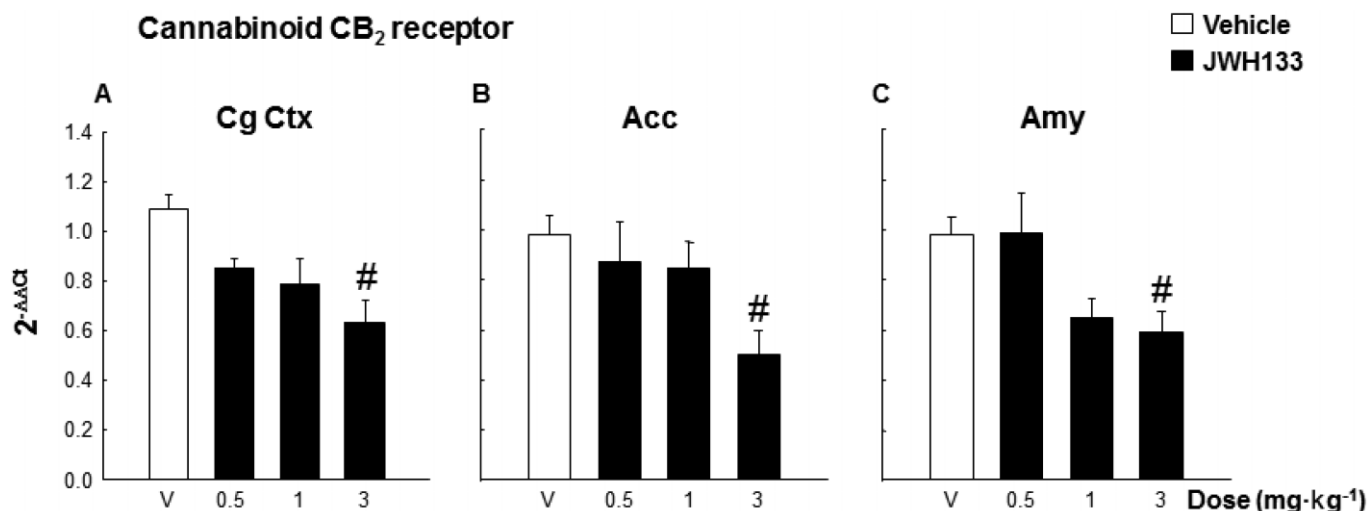 Cannabinoid CB₂ receptor
Vehicle
JWH133
A
Cg Ctx
B
Acc
C
Amy
1.4
1.2
1.0
0.8
0.6
0.4
0.2
0.0
2⁻ΔΔCt
#
#
#
V 0.5 1 3
V 0.5 1 3
V 0.5 1 3
Dose (mg·kg⁻¹)